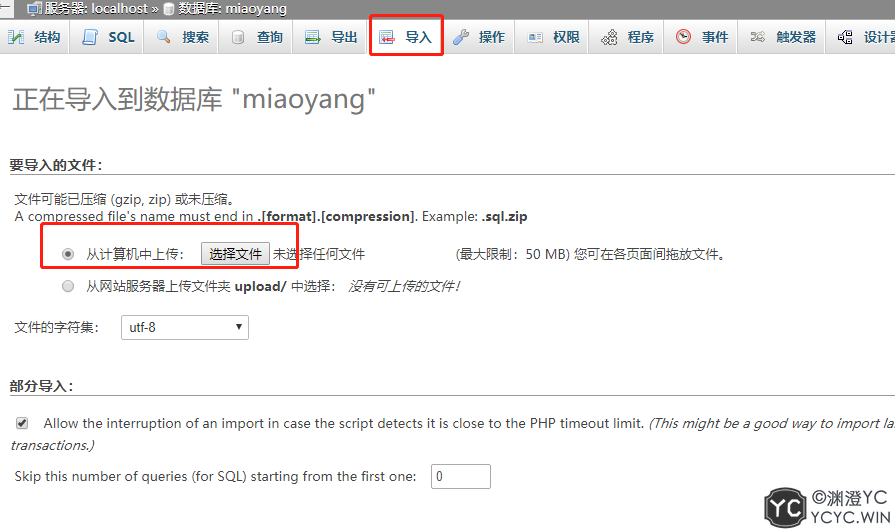 服务器: localhost » 数据库: miaoyang
结构 SQL 搜索 查询 导出 导入 操作 权限 程序 事件 触发器
正在导入到数据库 "miaoyang"
要导入的文件：
文件可能已压缩 (gzip, zip) 或未压缩。
A compressed file's name must end in .[format].[compression]. Example: .sql.zip
从计算机中上传： 选择文件 未选择任何文件 (最大限制：50 MB) 您可在各页面间拖放文件。
从网站服务器上传文件夹 upload/ 中选择： 没有可上传的文件！
文件的字符集： utf-8
部分导入：
Allow the interruption of an import in case the script detects it is close to the PHP timeout limit. (This might be a good way to import
transactions.)
Skip this number of queries (for SQL) starting from the first one: 0
YC ©渊澄YC
YCYC.WIN